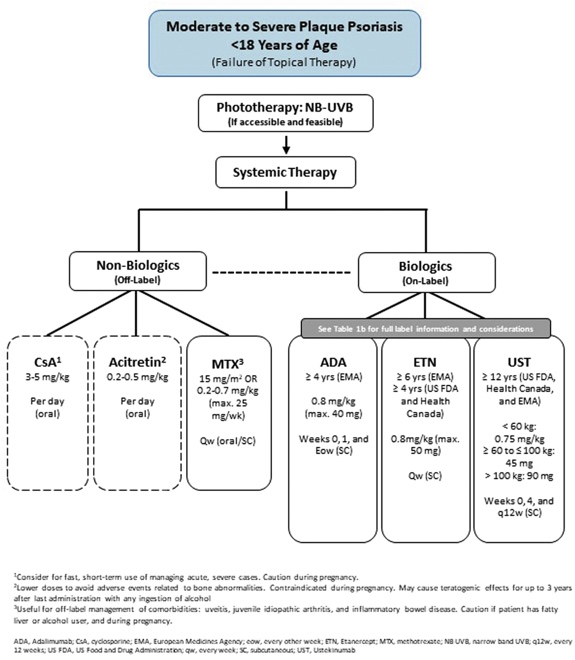 Moderate to Severe Plaque Psoriasis
<18 Years of Age
(Failure of Topical Therapy)
Phototherapy: NB-UVB
(If accessible and feasible)
Systemic Therapy
Non-Biologics
(Off-Label)
Biologics
(On-Label)
See Table 1b for full label information and considerations
CsA¹
3-5 mg/kg
Per day
(oral)
Acitretin²
0.2-0.5 mg/kg
Per day
(oral)
MTX³
15 mg/m² OR
0.2-0.7 mg/kg
(max. 25
mg/wk)
Qw (oral/SC)
ADA
≥ 4 yrs (EMA)
0.8 mg/kg
(max. 40 mg)
Weeks 0, 1, and
Eow (SC)
ETN
≥ 6 yrs (EMA)
≥ 4 yrs (US FDA
and Health
Canada)
0.8mg/kg (max.
50 mg)
Qw (SC)
UST
≥ 12 yrs (US FDA,
Health Canada,
and EMA)
< 60 kg:
0.75 mg/kg
≥ 60 to ≤ 100 kg:
45 mg
> 100 kg: 90 mg
Weeks 0, 4, and
q12w (SC)
¹Consider for fast, short-term use of managing acute, severe cases. Caution during pregnancy.
²Lower doses to avoid adverse events related to bone abnormalities. Contraindicated during pregnancy. May cause teratogenic effects for up to 3 years
after last administration with any ingestion of alcohol
³Useful for off-label management of comorbidities: uveitis, juvenile idiopathic arthritis, and inflammatory bowel disease. Caution if patient has fatty
liver or alcohol user, and during pregnancy.
ADA, Adalimumab; CsA, cyclosporine; EMA, European Medicines Agency; eow, every other week; ETN, Etanercept; MTX, methotrexate; NB UVB, narrow band UVB; q12w, every
12 weeks; US FDA, US Food and Drug Administration; qw, every week; SC, subcutaneous; UST, Ustekinumab